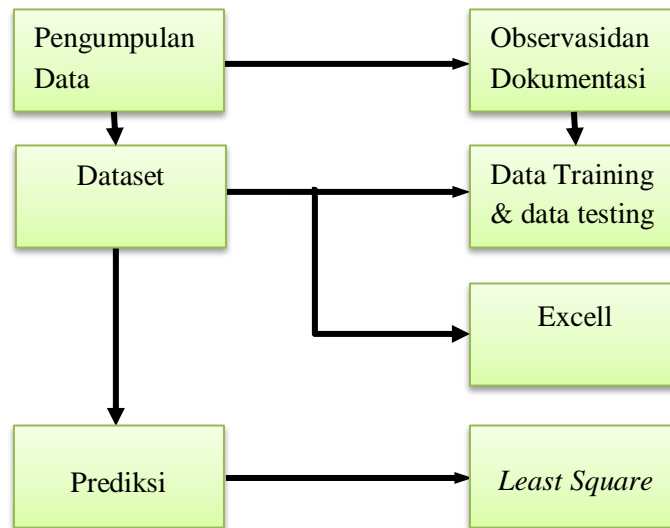 Pengumpulan
Data
Observasidan
Dokumentasi
Dataset
Data Training
& data testing
Excell
Prediksi
Least Square